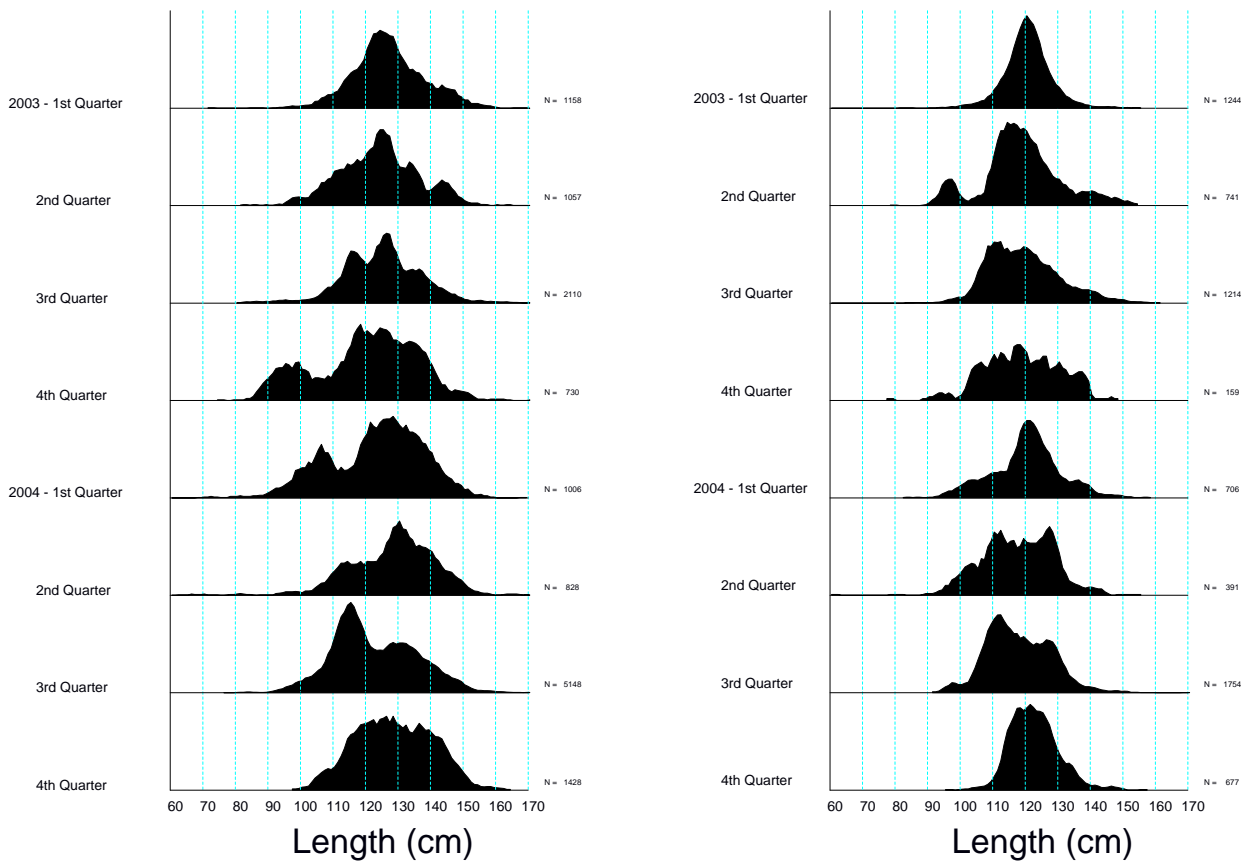 2003 - 1st Quarter
N = 1158
2nd Quarter
N = 1057
3rd Quarter
N = 2110
4th Quarter
N = 730
2004 - 1st Quarter
N = 1006
2nd Quarter
N = 828
3rd Quarter
N = 5148
4th Quarter
N = 1428
60 70 80 90 100 110 120 130 140 150 160 170
Length (cm)
2003 - 1st Quarter
N = 1244
2nd Quarter
N = 741
3rd Quarter
N = 1214
4th Quarter
N = 159
2004 - 1st Quarter
N = 706
2nd Quarter
N = 391
3rd Quarter
N = 1754
4th Quarter
N = 677
60 70 80 90 100 110 120 130 140 150 160 170
Length (cm)